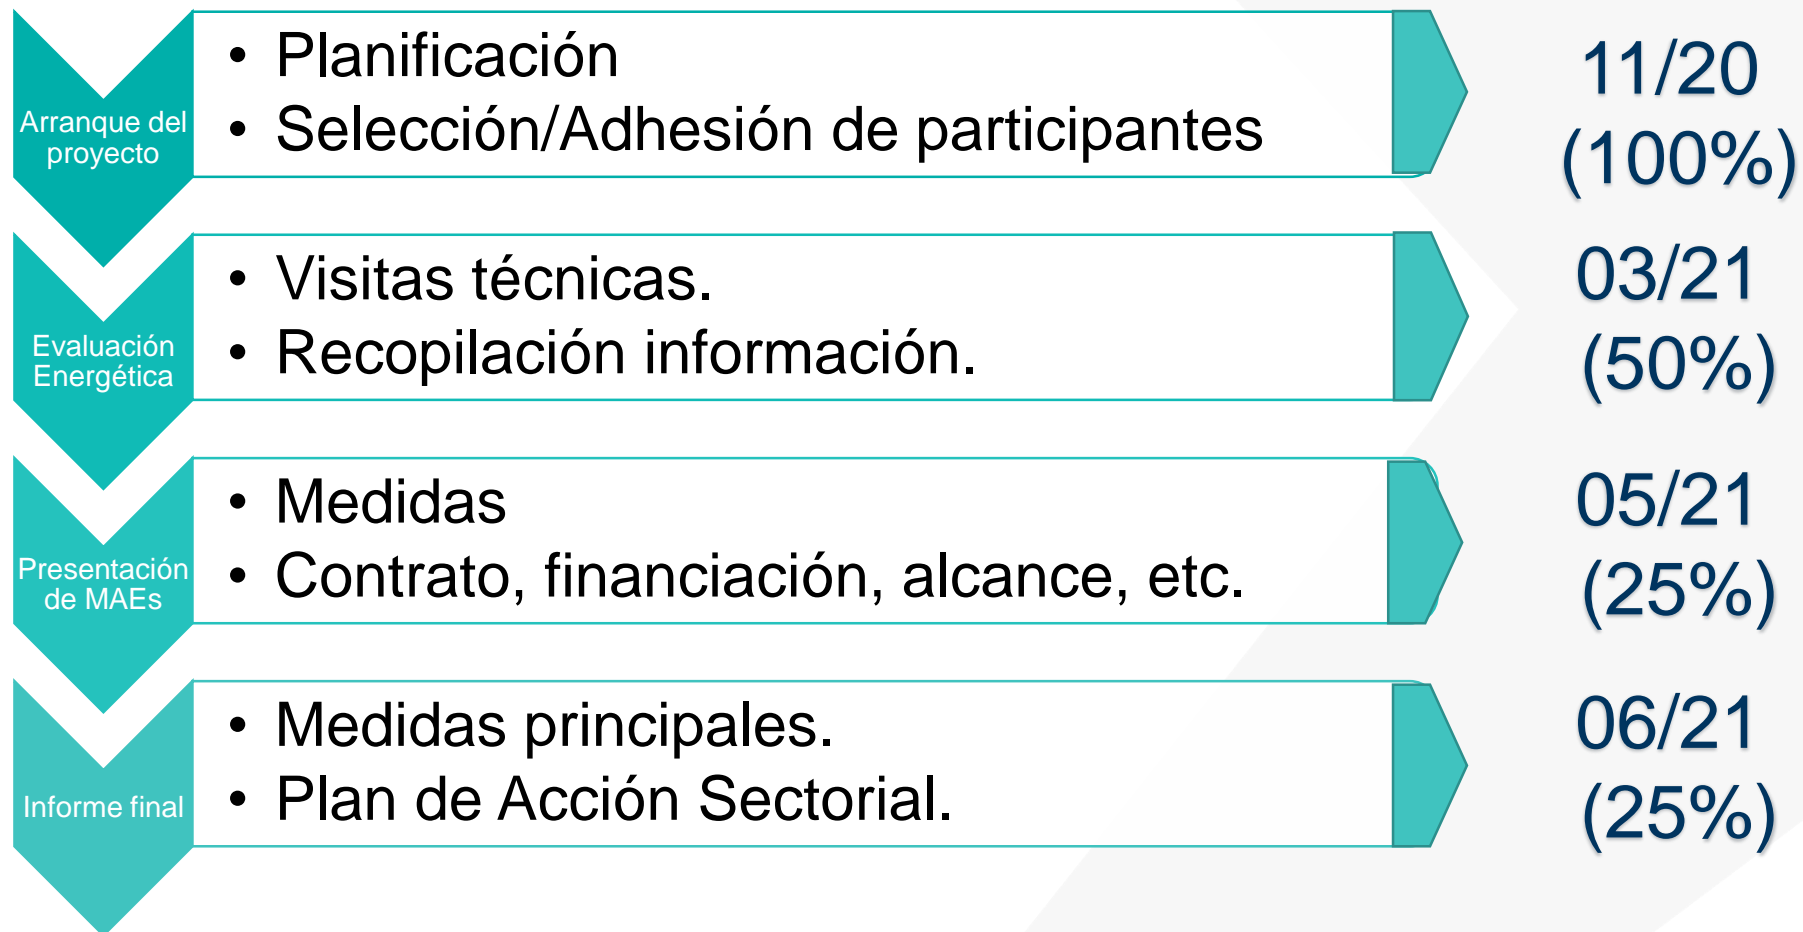 Arranque del
proyecto
• Planificación
• Selección/Adhesión de participantes
11/20
(100%)
Evaluación
Energética
• Visitas técnicas.
• Recopilación información.
03/21
(50%)
Presentación
de MAEs
• Medidas
• Contrato, financiación, alcance, etc.
05/21
(25%)
Informe final
• Medidas principales.
• Plan de Acción Sectorial.
06/21
(25%)